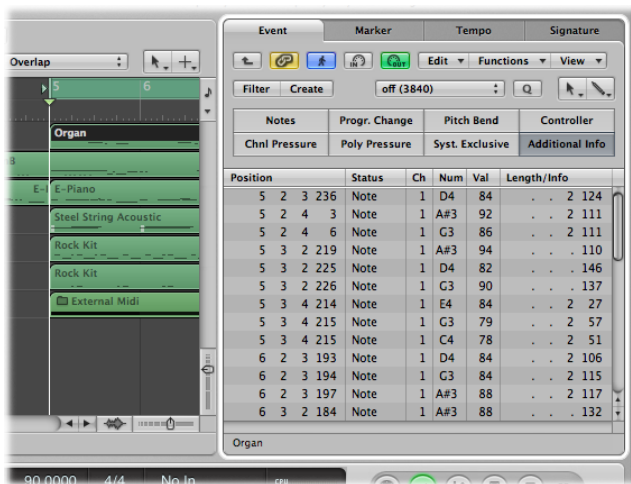 Event Marker Tempo Signature
Overlap
IN OUT Edit Functions View
Filter Create off (3840) Q
5 6
Notes Progr. Change Pitch Bend Controller
Chnl Pressure Poly Pressure Syst. Exclusive Additional Info
Organ
E-Piano
Steel String Acoustic
Rock Kit
Rock Kit
External Midi
Position Status Ch Num Val Length/Info
5 2 3 236 Note 1 D4 84 . . 2 124
5 2 4 3 Note 1 A#3 92 . . 2 111
5 2 4 6 Note 1 G3 86 . . 2 111
5 3 2 219 Note 1 A#3 94 . . . 110
5 3 2 225 Note 1 D4 82 . . . 146
5 3 2 226 Note 1 G3 90 . . . 137
5 3 4 214 Note 1 E4 84 . . 2 27
5 3 4 215 Note 1 G3 79 . . 2 57
5 3 4 215 Note 1 C4 78 . . 2 51
6 2 3 193 Note 1 D4 84 . . 2 106
6 2 3 194 Note 1 G3 84 . . 2 115
6 2 3 197 Note 1 A#3 88 . . 2 117
6 3 2 184 Note 1 A#3 88 . . . 132
Organ
90.0000 4/4 No In CPU